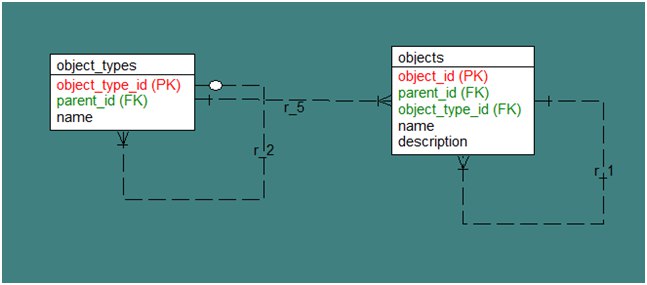 object_types
object_type_id (PK)
parent_id (FK)
name
r_2
r_5
objects
object_id (PK)
parent_id (FK)
object_type_id (FK)
name
description
r_1